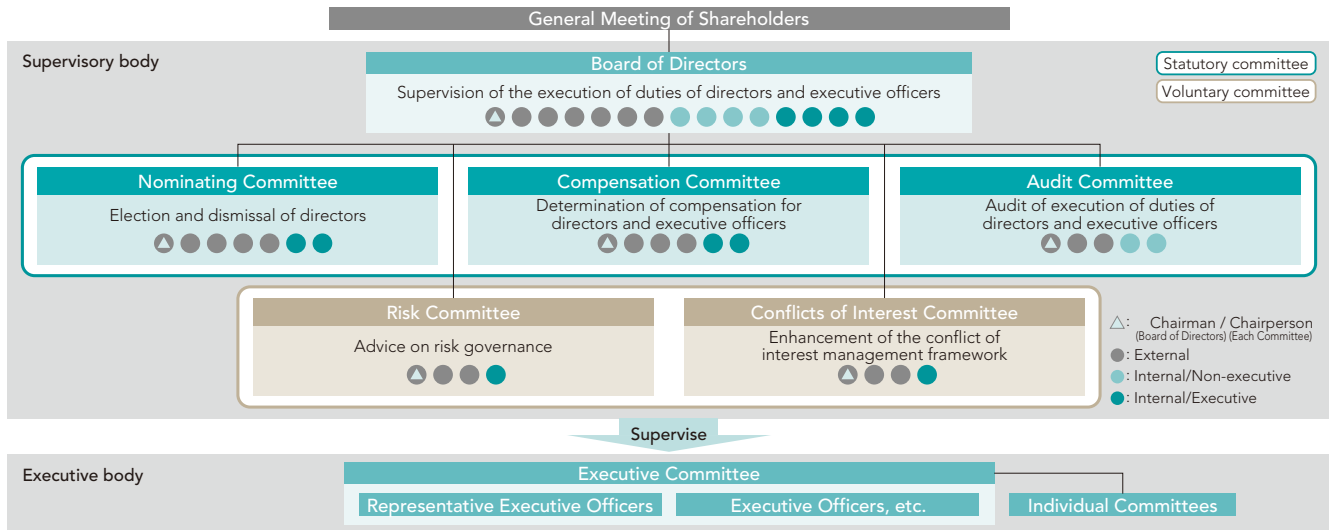 General Meeting of Shareholders
Supervisory body
Board of Directors
Supervision of the execution of duties of directors and executive officers
Statutory committee
Voluntary committee
Nominating Committee
Election and dismissal of directors
Compensation Committee
Determination of compensation for
directors and executive officers
Audit Committee
Audit of execution of duties of
directors and executive officers
Risk Committee
Advice on risk governance
Conflicts of Interest Committee
Enhancement of the conflict of
interest management framework
△: Chairman / Chairperson
(Board of Directors) (Each Committee)
: External
: Internal/Non-executive
: Internal/Executive
Supervise
Executive body
Executive Committee
Representative Executive Officers
Executive Officers, etc.
Individual Committees